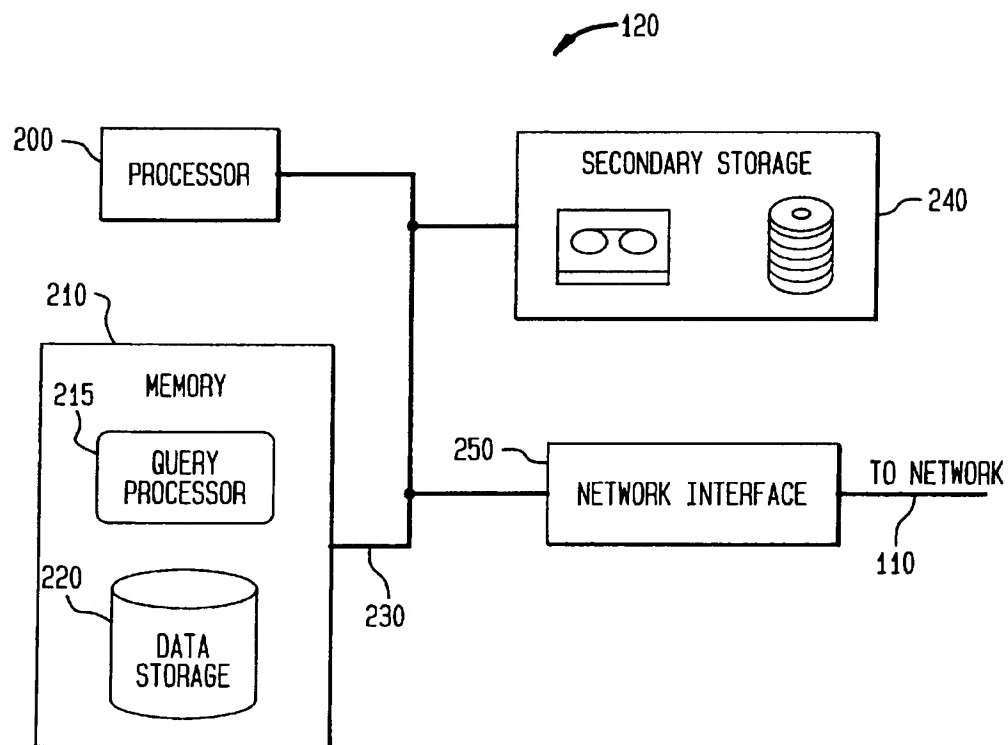 120
200
PROCESSOR
SECONDARY STORAGE
240
210
MEMORY
215
QUERY
PROCESSOR
250
NETWORK INTERFACE
TO NETWORK
110
220
DATA
STORAGE
230